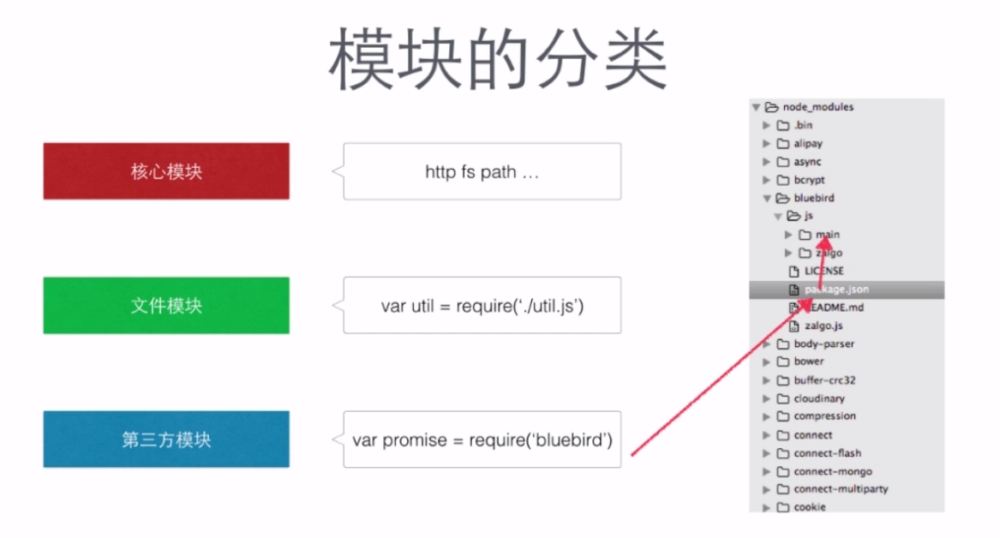 模块的分类
核心模块
http fs path …
文件模块
var util = require(‘./util.js’)
第三方模块
var promise = require(‘bluebird’)
node_modules
.bin
alipay
async
bcrypt
bluebird
js
main
zalgo
LICENSE
package.json
README.md
zalgo.js
body-parser
bower
buffer-crc32
cloudinary
compression
connect
connect-flash
connect-mongo
connect-multiparty
cookie